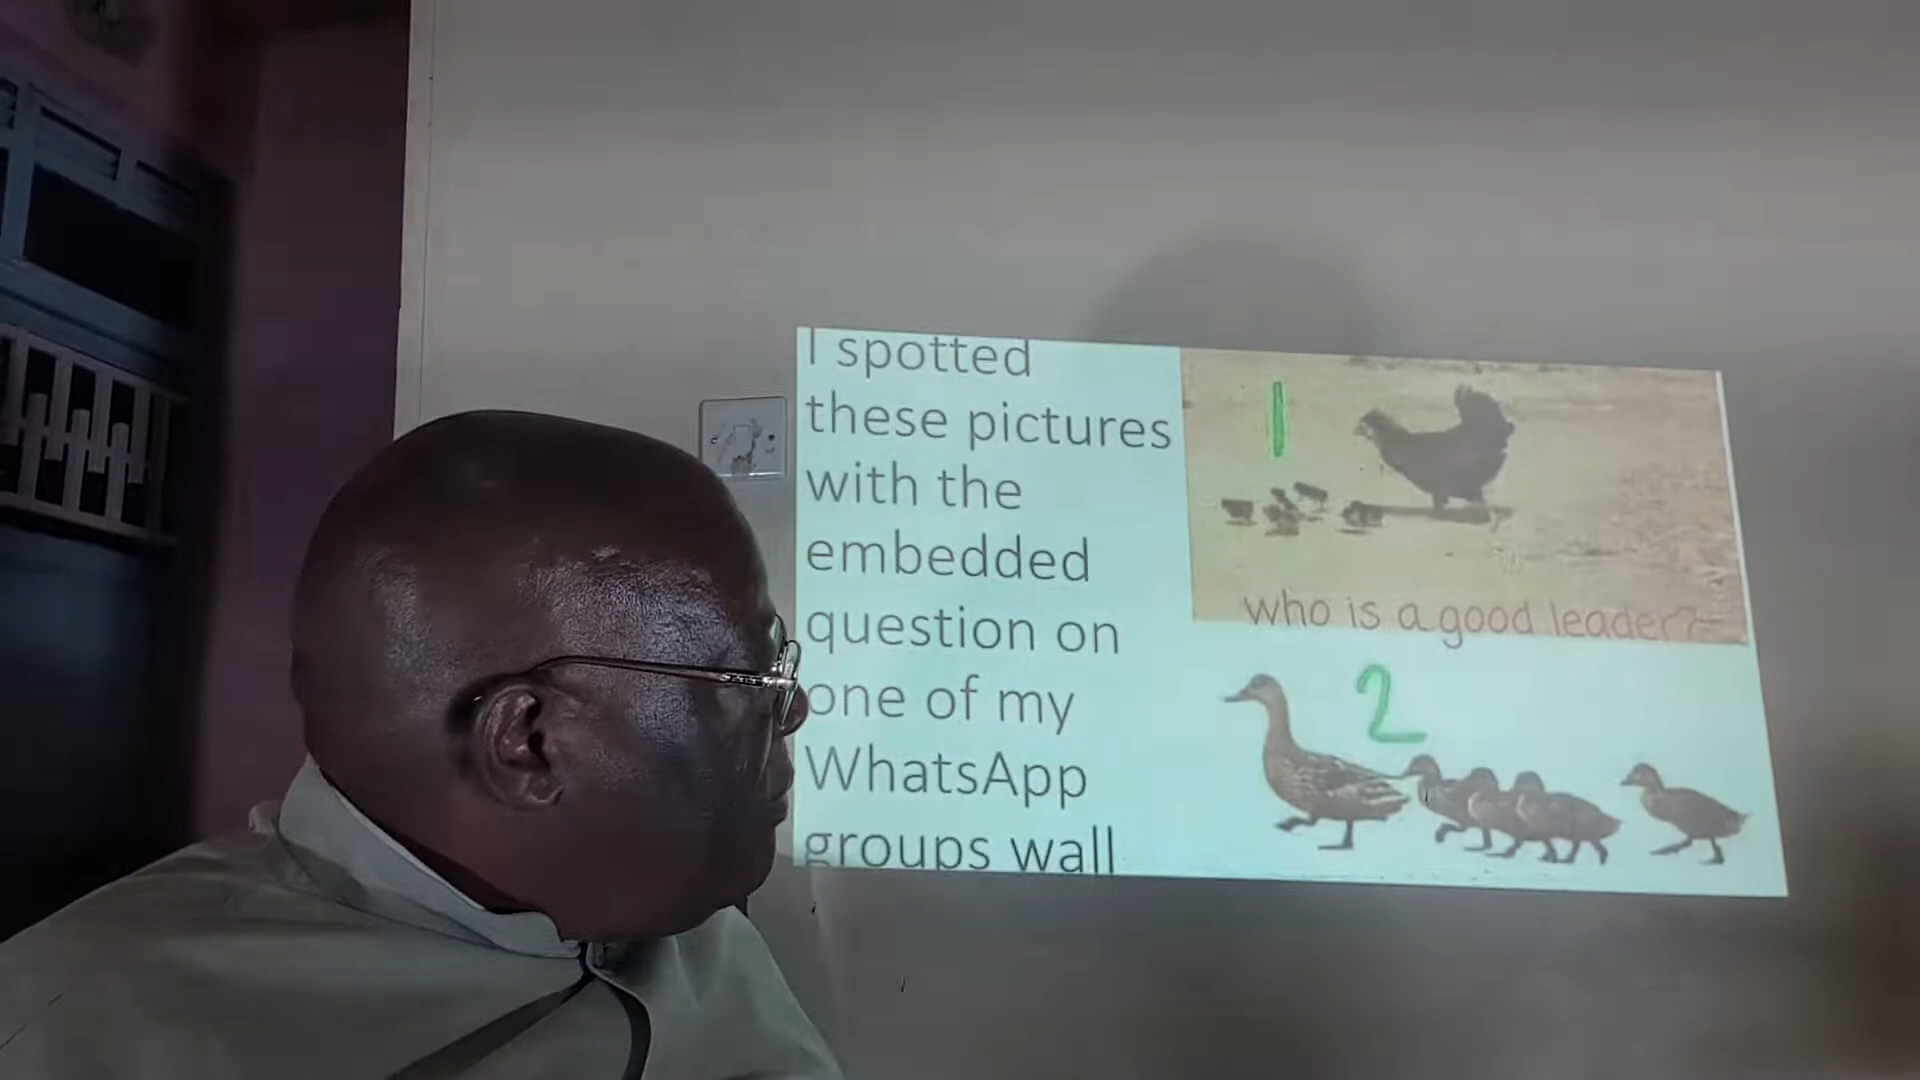 I spotted
these pictures
with the
embedded
question on
one of my
WhatsApp
groups wall
1
who is a good leader?
2